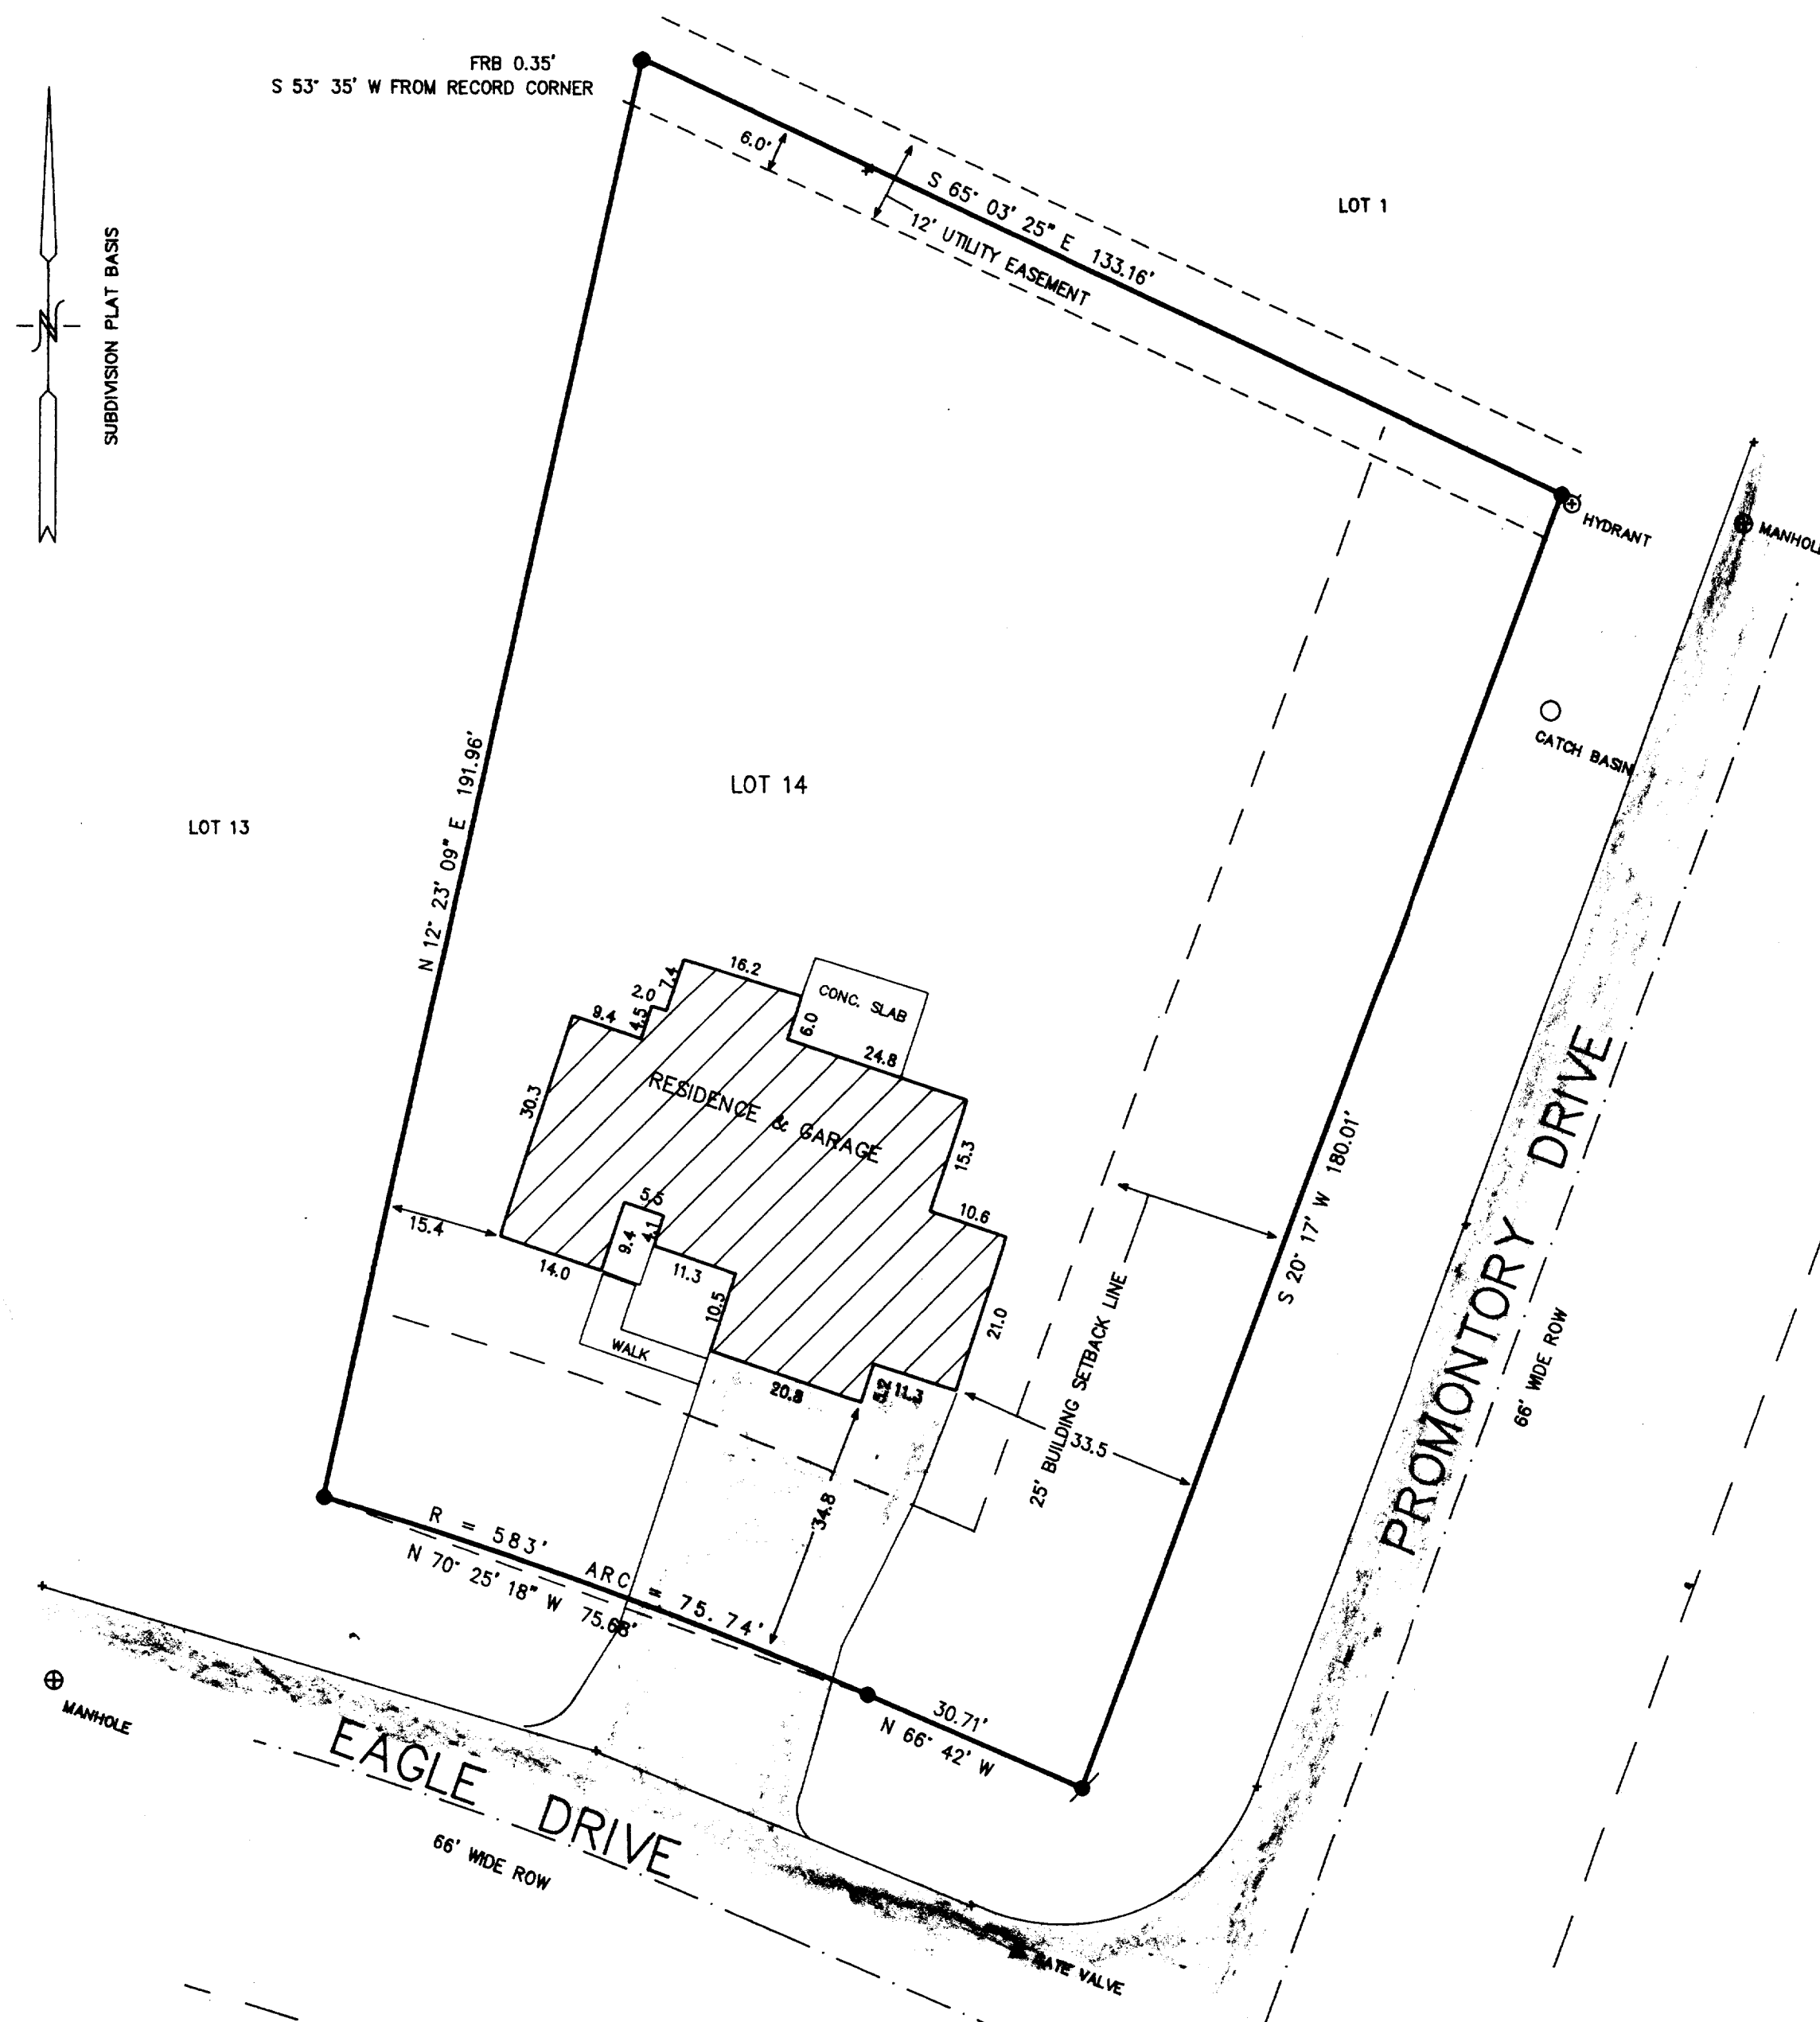 FRB 0.35'
S 53° 35' W FROM RECORD CORNER
SUBDIVISION PLAT BASIS
N
6.0'
S 65° 03' 25" E 133.16'
12' UTILITY EASEMENT
LOT 1
HYDRANT
MANHOL
CATCH BASIN
N 12° 23' 09" E 191.96'
LOT 14
LOT 13
16.2
7.4
2.0
4.5
9.4
CONC. SLAB
6.0
24.8
30.3
RESIDENCE & GARAGE
15.3
10.6
5.5
9.4
4.1
15.4
14.0
11.3
10.5
21.0
WALK
20.8
11.3
33.5
34.8
25' BUILDING SETBACK LINE
S 20° 17' W 180.01'
PROMONTORY DRIVE
66' WIDE ROW
R = 583' ARC = 75.74'
N 70° 25' 18" W 75.68'
30.71'
N 66° 42' W
MANHOLE
EAGLE DRIVE
66' WIDE ROW
GATE VALVE